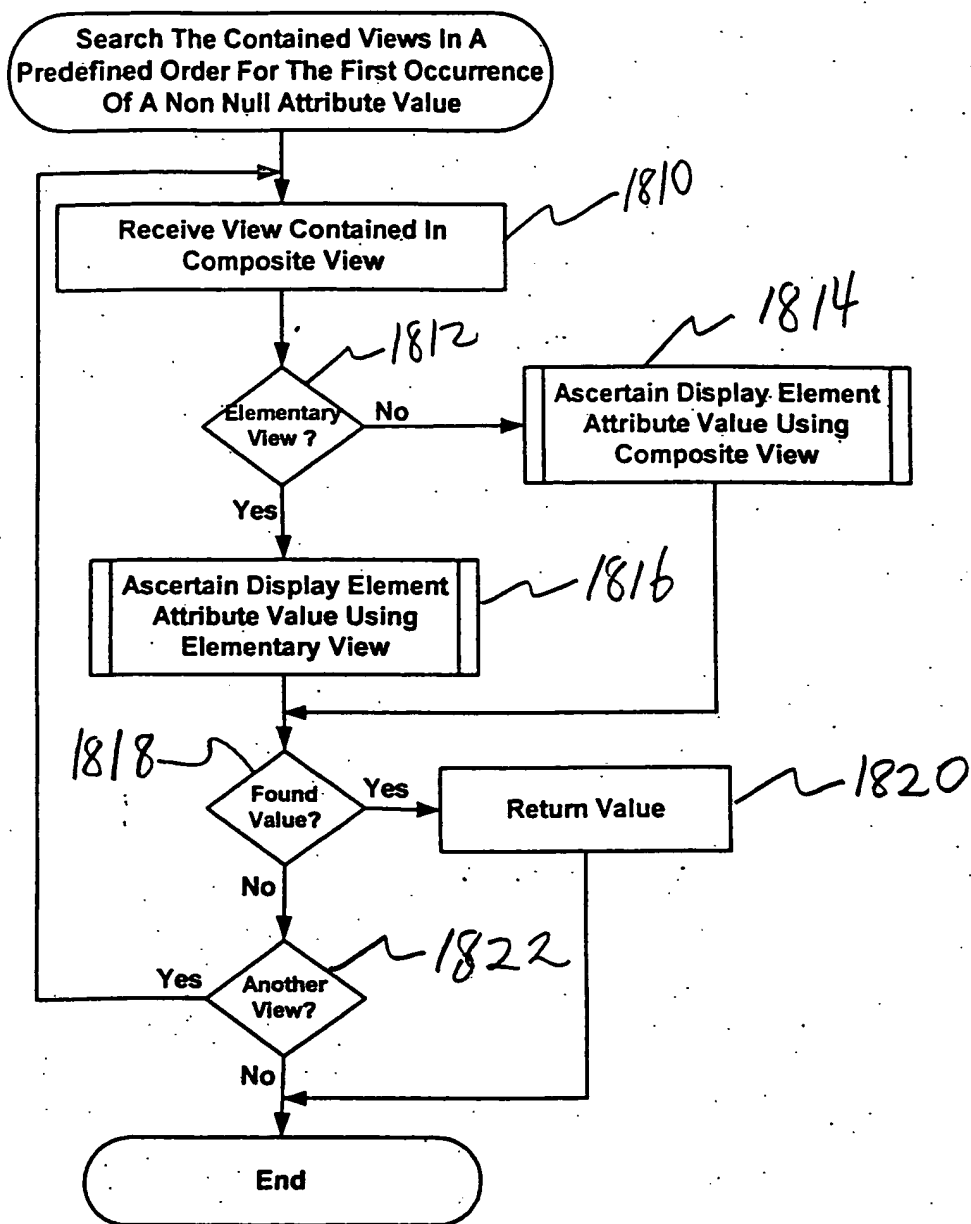 Search The Contained Views In A
Predefined Order For The First Occurrence
Of A Non Null Attribute Value
1810
Receive View Contained In
Composite View
1812
1814
Elementary
View ?
No
Ascertain Display Element
Attribute Value Using
Composite View
Yes
Ascertain Display Element
Attribute Value Using
Elementary View
1816
1818
Found
Value?
Yes
Return Value
1820
No
1822
Yes
Another
View?
No
End